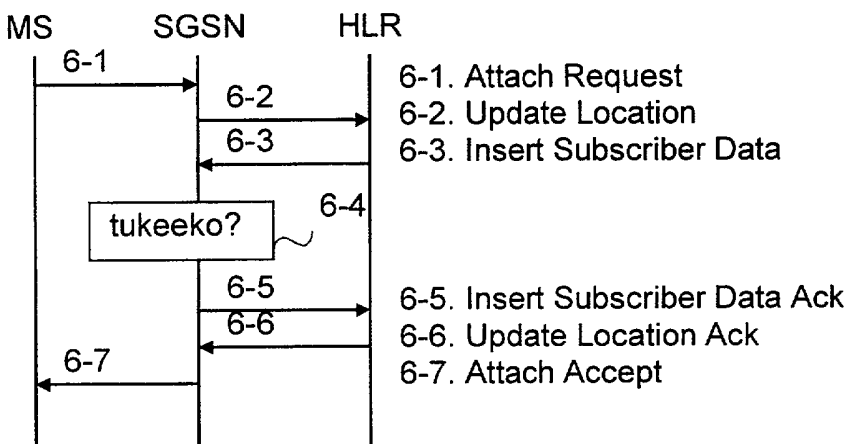 MS SGSN HLR
6-1
6-1. Attach Request
6-2
6-2. Update Location
6-3
6-3. Insert Subscriber Data
6-4
tukeeko?
6-5
6-5. Insert Subscriber Data Ack
6-6
6-6. Update Location Ack
6-7
6-7. Attach Accept